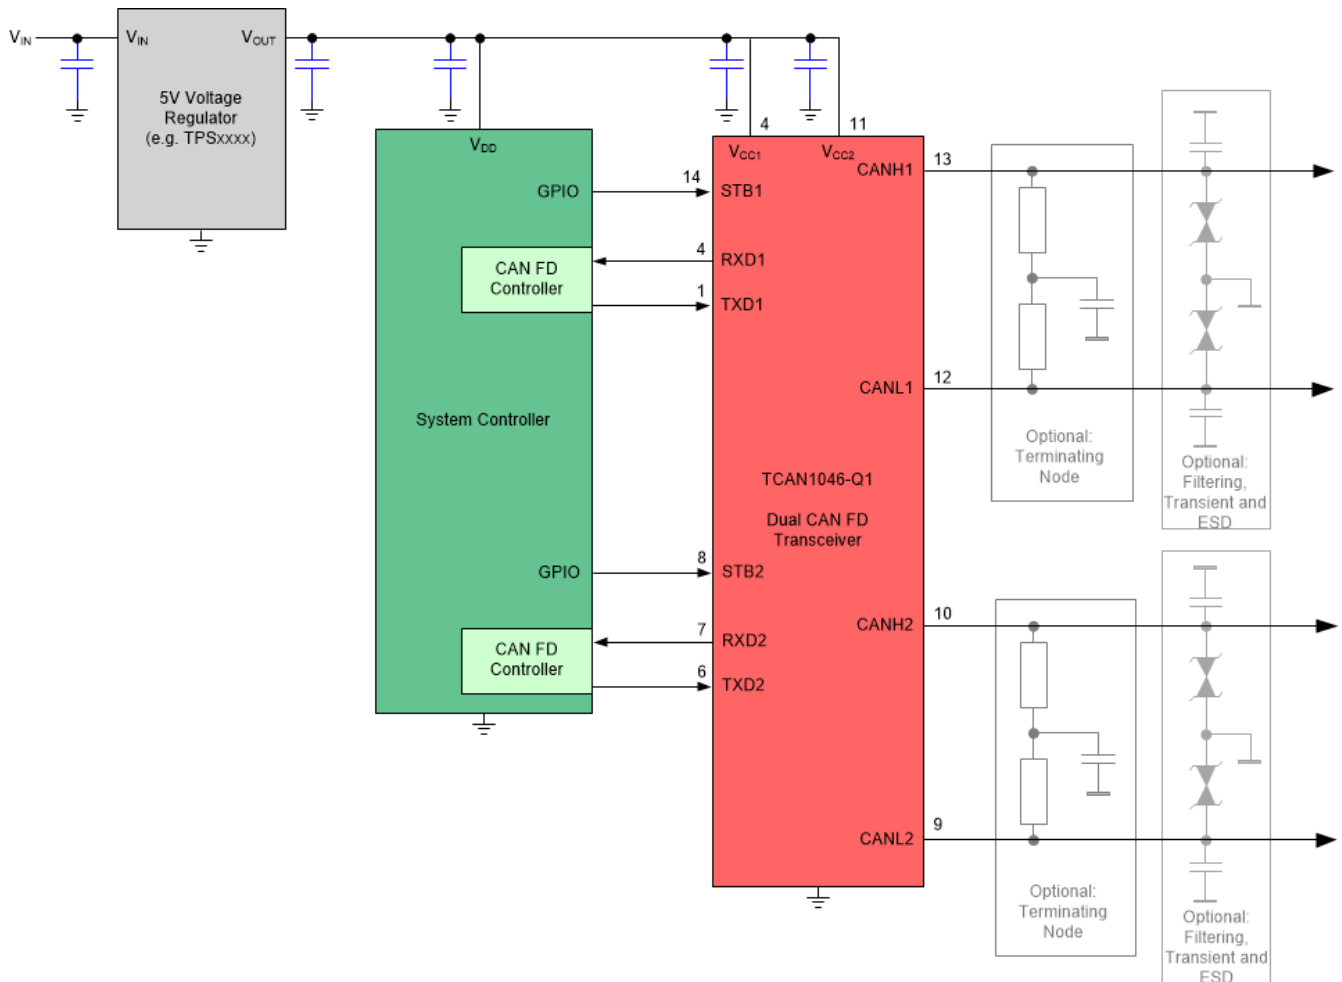 VIN
VIN
VOUT
5V Voltage
Regulator
(e.g. TPSxxxx)
VDD
GPIO
CAN FD
Controller
System Controller
GPIO
CAN FD
Controller
14
4
1
8
7
6
4
11
VCC1
VCC2
STB1
RXD1
TXD1
CANH1
CANL1
TCAN1046-Q1
Dual CAN FD
Transceiver
STB2
RXD2
TXD2
CANH2
CANL2
13
12
10
9
Optional:
Terminating
Node
Optional:
Filtering,
Transient and
ESD
Optional:
Terminating
Node
Optional:
Filtering,
Transient and
ESD